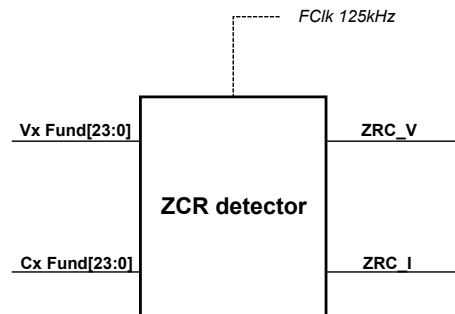 FClk 125kHz
Vx Fund[23:0]
ZRC_V
ZCR detector
Cx Fund[23:0]
ZRC_I